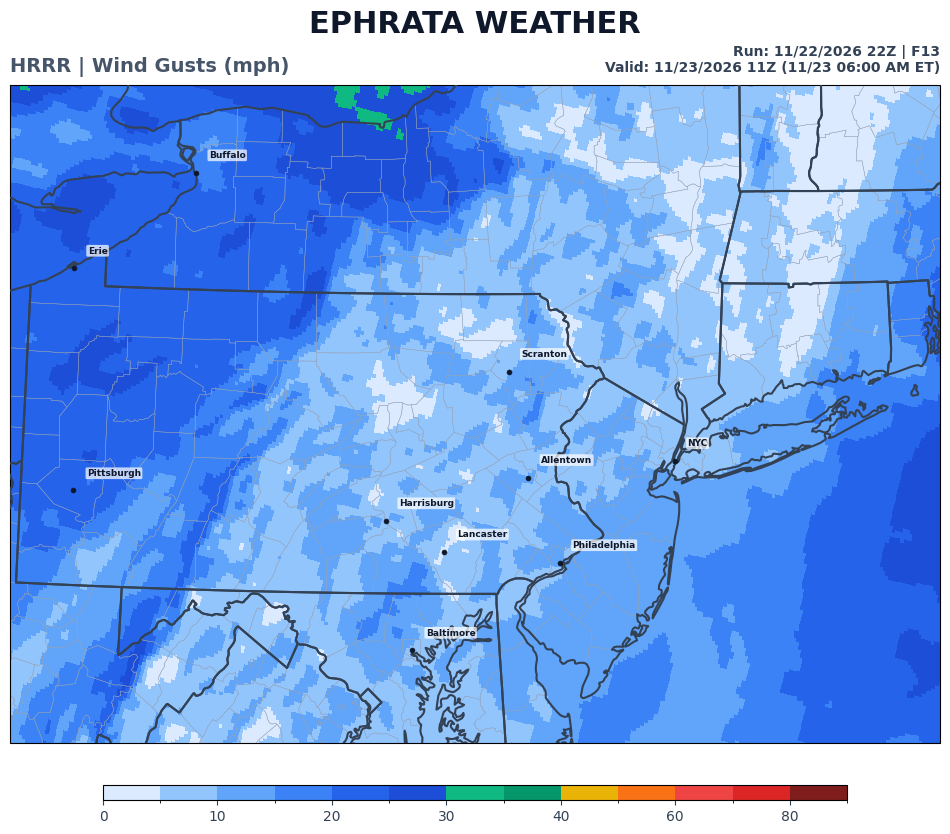 EPHRATA WEATHER
HRRR | Wind Gusts (mph)
Run: 11/22/2026 22Z | F13
Valid: 11/23/2026 11Z (11/23 06:00 AM ET)
Buffalo
Erie
Scranton
NYC
Allentown
Pittsburgh
Harrisburg
Lancaster
Philadelphia
Baltimore
0 10 20 30 40 60 80